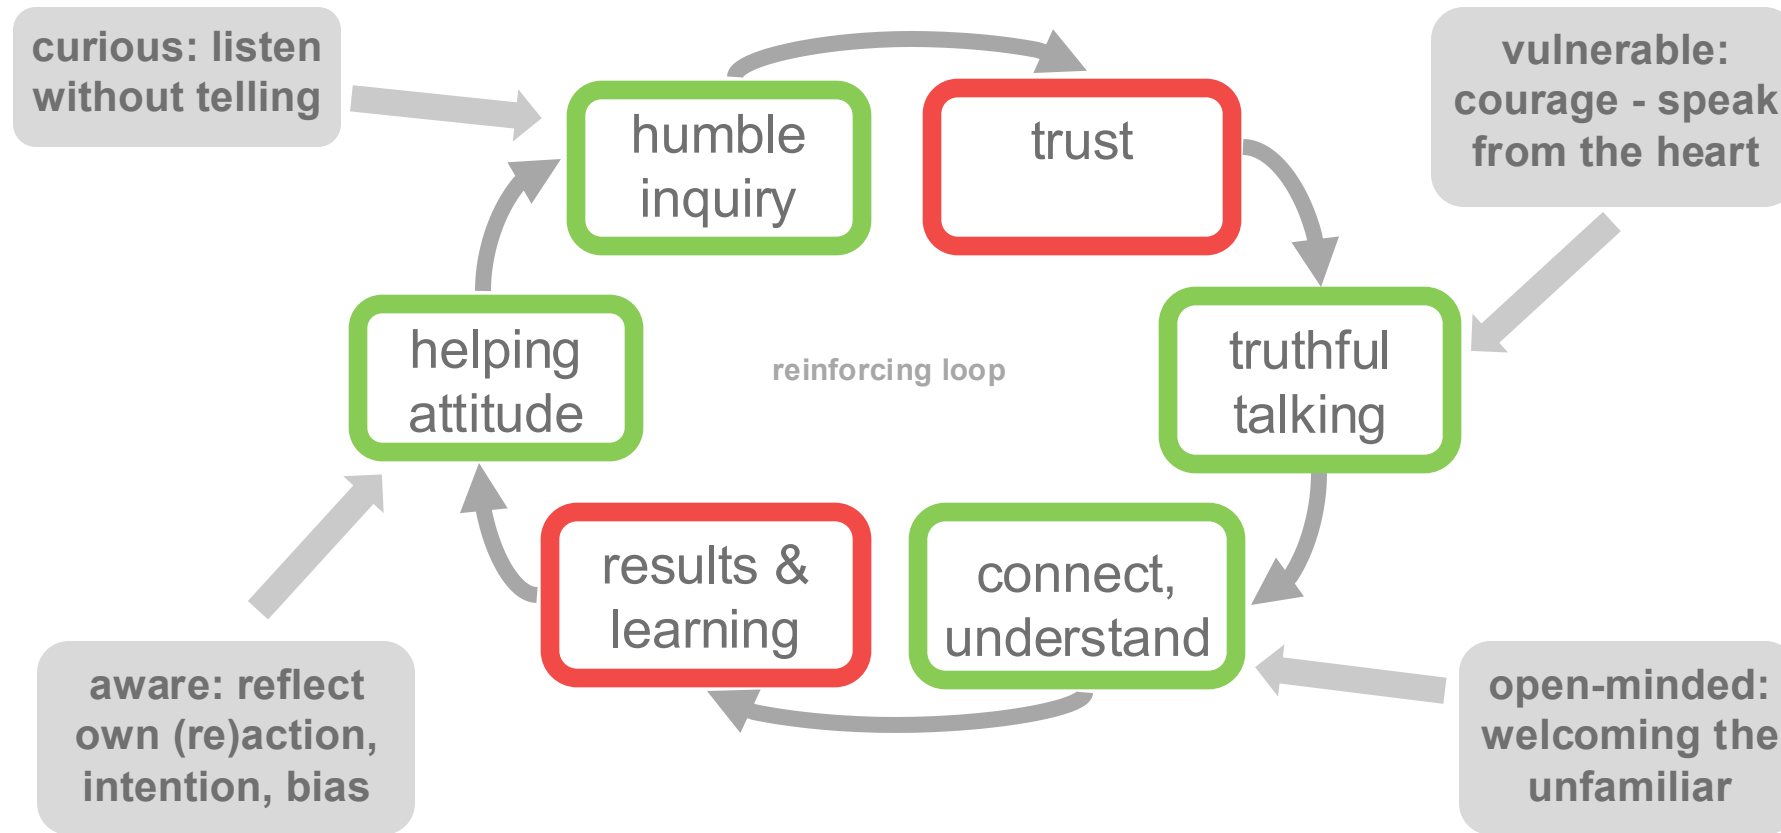 curious: listen
without telling
humble
inquiry
trust
vulnerable:
courage - speak
from the heart
helping
attitude
reinforcing loop
truthful
talking
results &
learning
connect,
understand
aware: reflect
own (re)action,
intention, bias
open-minded:
welcoming the
unfamiliar